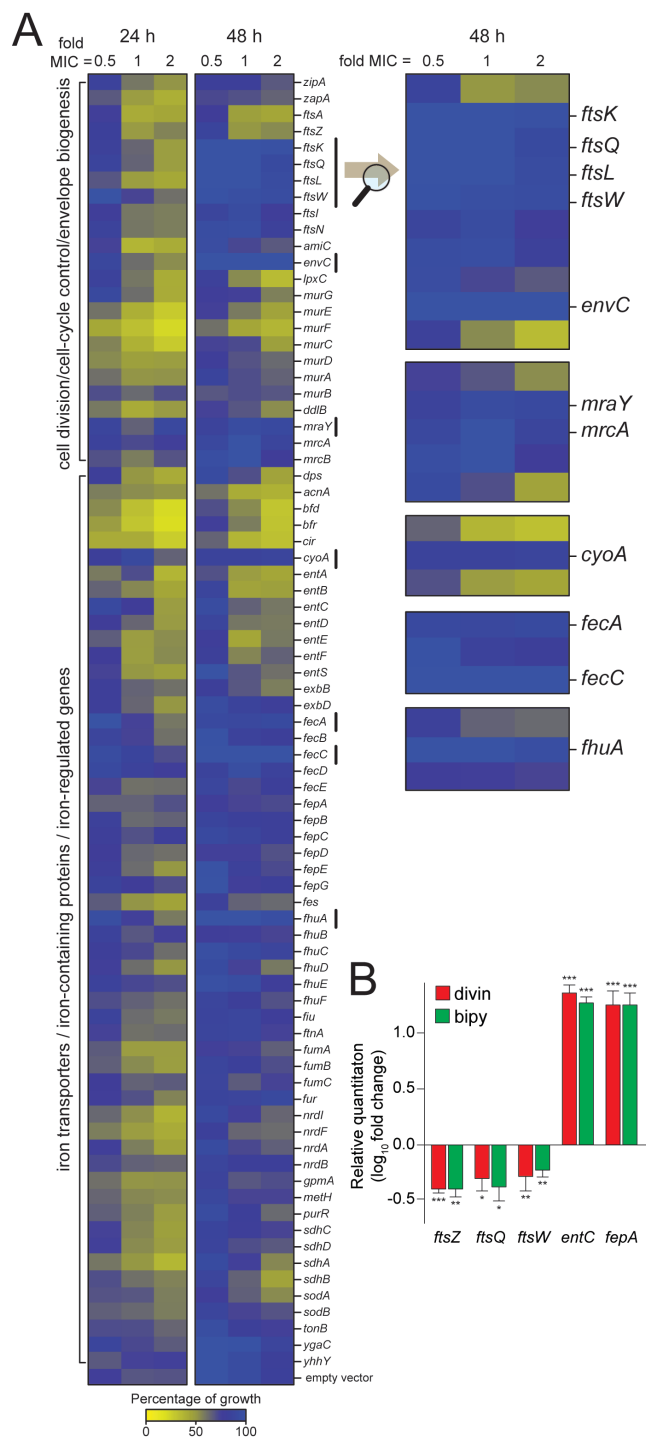 A
fold
24 h
48 h
48 h
MIC = 0.5 1 2 0.5 1 2
fold MIC = 0.5 1 2
cell division/cell-cycle control/envelope biogenesis
zipA
zapA
ftsA
ftsZ
ftsK
ftsQ
ftsL
ftsW
ftsI
ftsN
amiC
envC
lpxC
murG
murE
murF
murC
murD
murA
murB
ddlB
mraY
mrcA
mrcB
iron transporters / iron-containing proteins / iron-regulated genes
dps
acnA
bfd
bfr
cir
cyoA
entA
entB
entC
entD
entE
entF
entS
exbB
exbD
fecA
fecB
fecC
fecD
fecE
fepA
fepB
fepC
fepD
fepE
fepG
fes
fhuA
fhuB
fhuC
fhuD
fhuE
fhuF
fiu
ftnA
fumA
fumB
fumC
fur
nrdI
nrdF
nrdA
nrdB
gpmA
metH
purR
sdhC
sdhD
sdhA
sdhB
sodA
sodB
tonB
ygaC
yhhY
empty vector
Percentage of growth
0 50 100
ftsK
ftsQ
ftsL
ftsW
envC
mraY
mrcA
cyoA
fecA
fecC
fhuA
B
divin
bipy
Relative quantitaton
(log10 fold change)
1.0
0.5
0.0
-0.5
*** *** *** ***
*** ** * * ** **
ftsZ ftsQ ftsW entC fepA